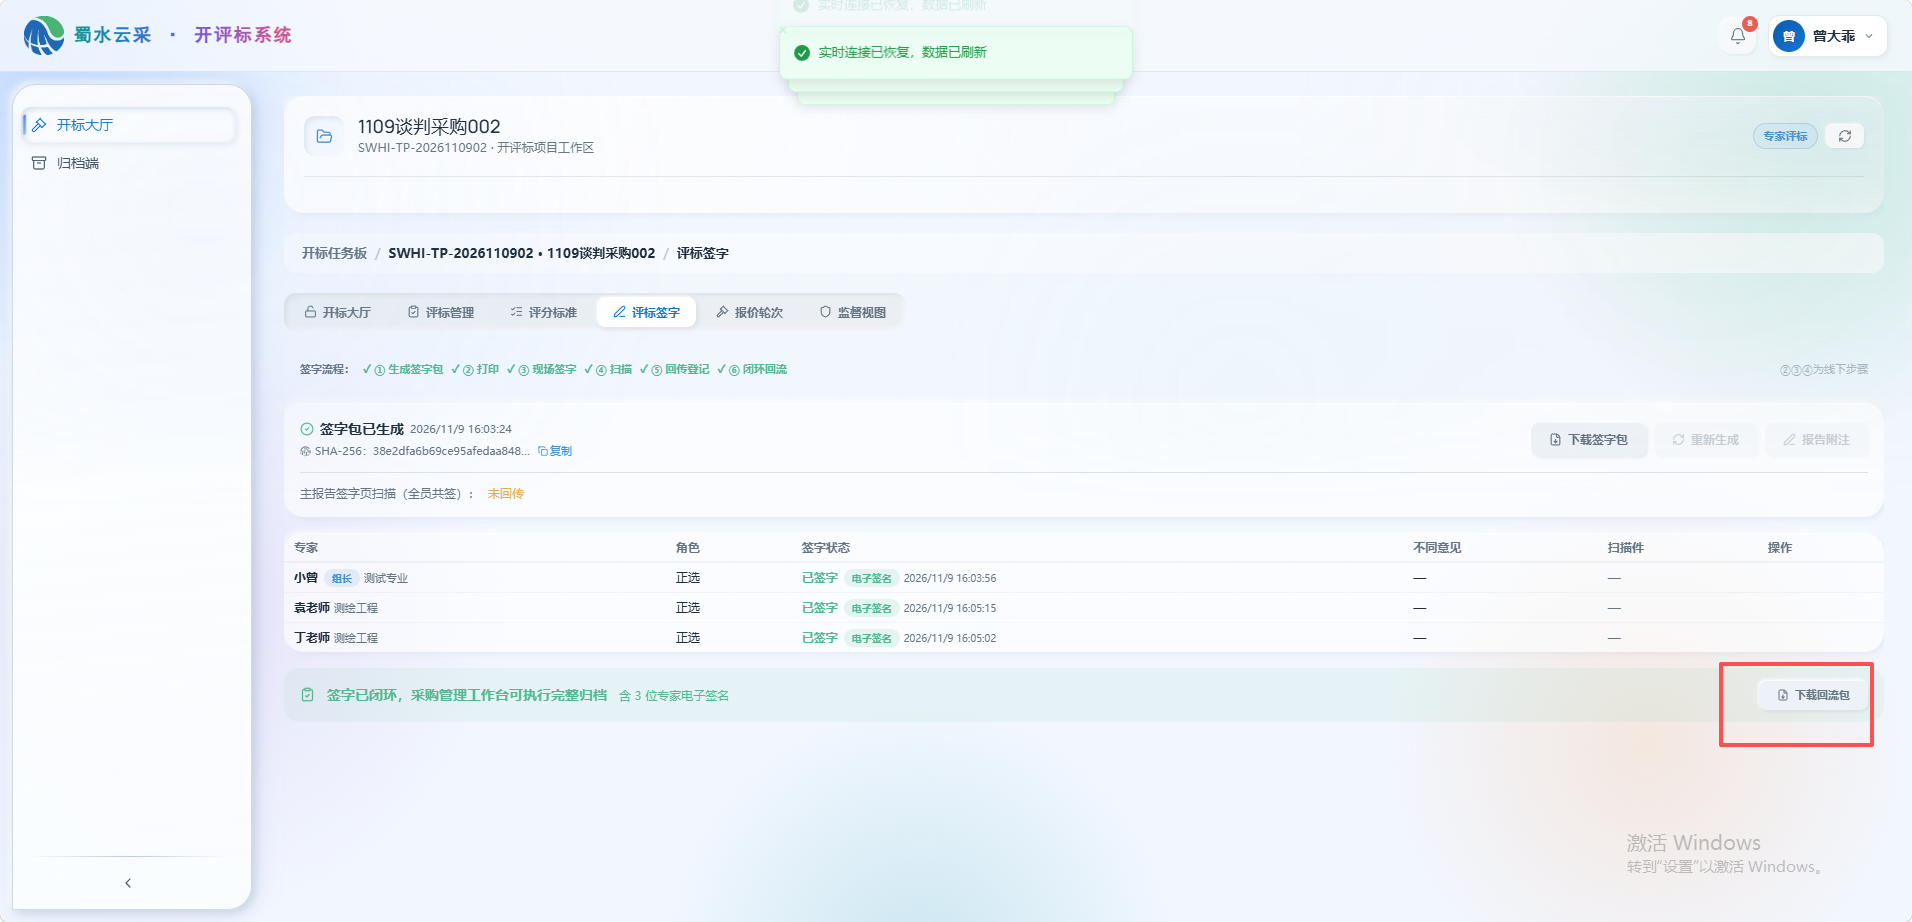 实时连接已恢复，数据已刷新
蜀水云采 · 开评标系统
实时连接已恢复，数据已刷新
8
曾 曾大乖
开标大厅
归档端
1109谈判采购002
SWHI-TP-2026110902 · 开评标项目工作区
专家评标
开标任务板 / SWHI-TP-2026110902 • 1109谈判采购002 / 评标签字
开标大厅 评标管理 评分标准 评标签字 报价轮次 监督视图
签字流程： ✓① 生成签字包 ✓② 打印 ✓③ 现场签字 ✓④ 扫描 ✓⑤ 回传登记 ✓⑥ 闭环回流
②③④为线下步骤
签字包已生成 2026/11/9 16:03:24
SHA-256：38e2dfa6b69ce95afedaa848... 复制
下载签字包 重新生成 报告附注
主报告签字页扫描（全员共签）： 未回传
专家 角色 签字状态 不同意见 扫描件 操作
小曾 组长 测试专业 正选 已签字 电子签名 2026/11/9 16:03:56 — —
袁老师 测绘工程 正选 已签字 电子签名 2026/11/9 16:05:15 — —
丁老师 测绘工程 正选 已签字 电子签名 2026/11/9 16:05:02 — —
签字已闭环，采购管理工作台可执行完整归档 含 3 位专家电子签名
下载回流包
激活 Windows
转到“设置”以激活 Windows。